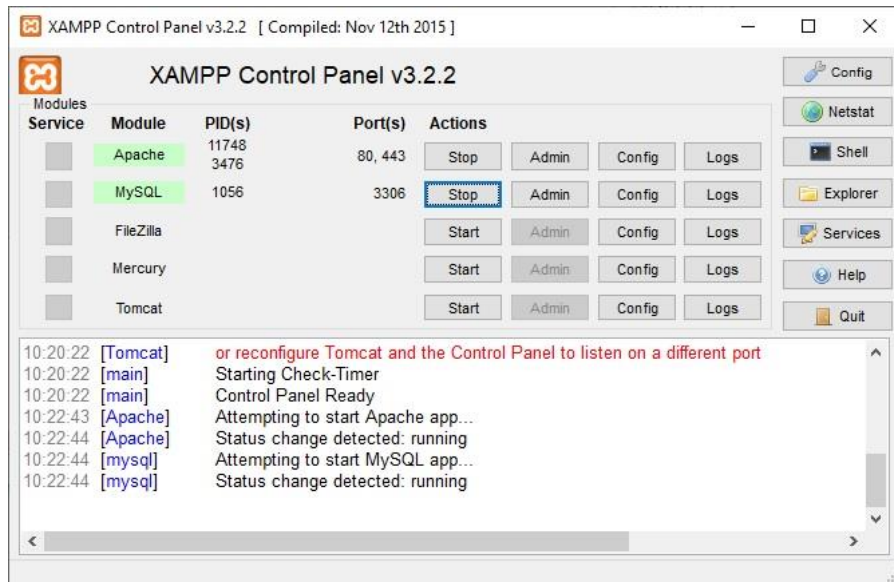 XAMPP Control Panel v3.2.2 [ Compiled: Nov 12th 2015 ]
XAMPP Control Panel v3.2.2
Config
Modules
Service Module PID(s) Port(s) Actions
Netstat
Apache 11748 3476 80, 443 Stop Admin Config Logs
Shell
MySQL 1056 3306 Stop Admin Config Logs
Explorer
FileZilla Start Admin Config Logs
Services
Mercury Start Admin Config Logs
Help
Tomcat Start Admin Config Logs
Quit
10:20:22 [Tomcat] or reconfigure Tomcat and the Control Panel to listen on a different port
10:20:22 [main] Starting Check-Timer
10:20:22 [main] Control Panel Ready
10:22:43 [Apache] Attempting to start Apache app...
10:22:44 [Apache] Status change detected: running
10:22:44 [mysql] Attempting to start MySQL app...
10:22:44 [mysql] Status change detected: running